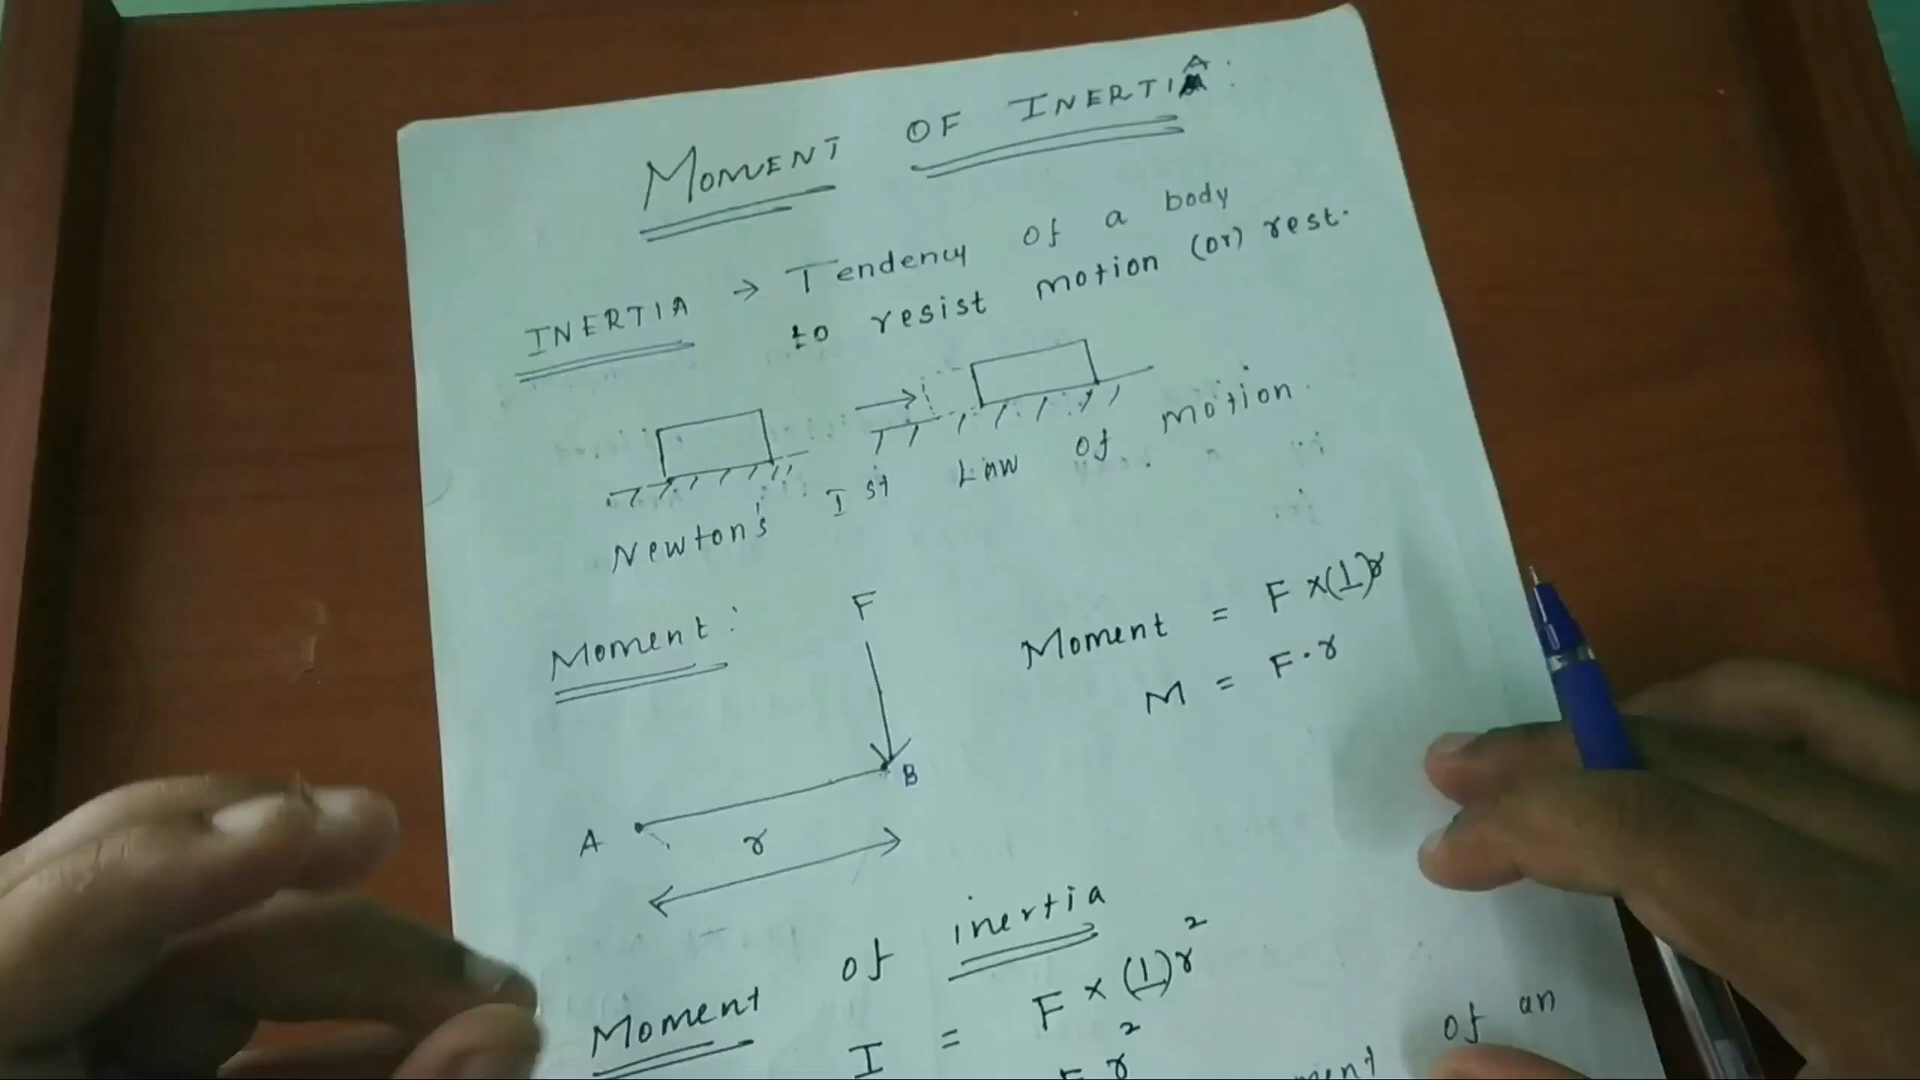 MOMENT OF INERTIA:
INERTIA → Tendency of a body
to resist motion (or) rest.
Newton's Ist Law of motion.
Moment:
F
Moment = F ×(⊥)r
M = F·r
A
B
r
Moment of inertia
I = F × (⊥)r²
F r²
of an